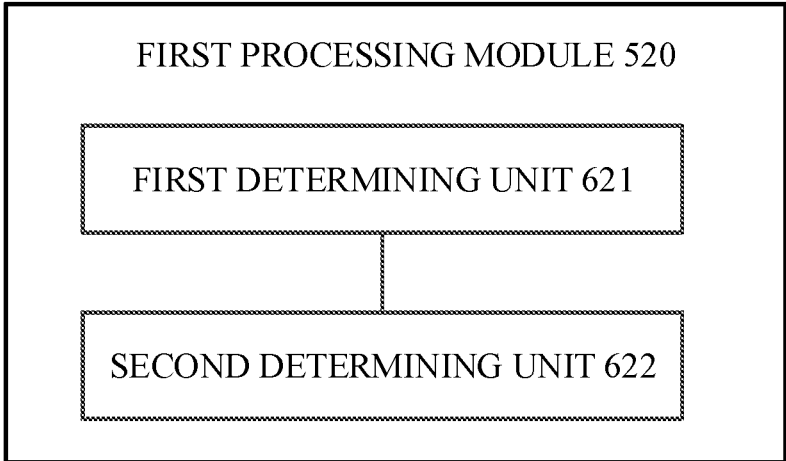 FIRST PROCESSING MODULE 520
FIRST DETERMINING UNIT 621
SECOND DETERMINING UNIT 622